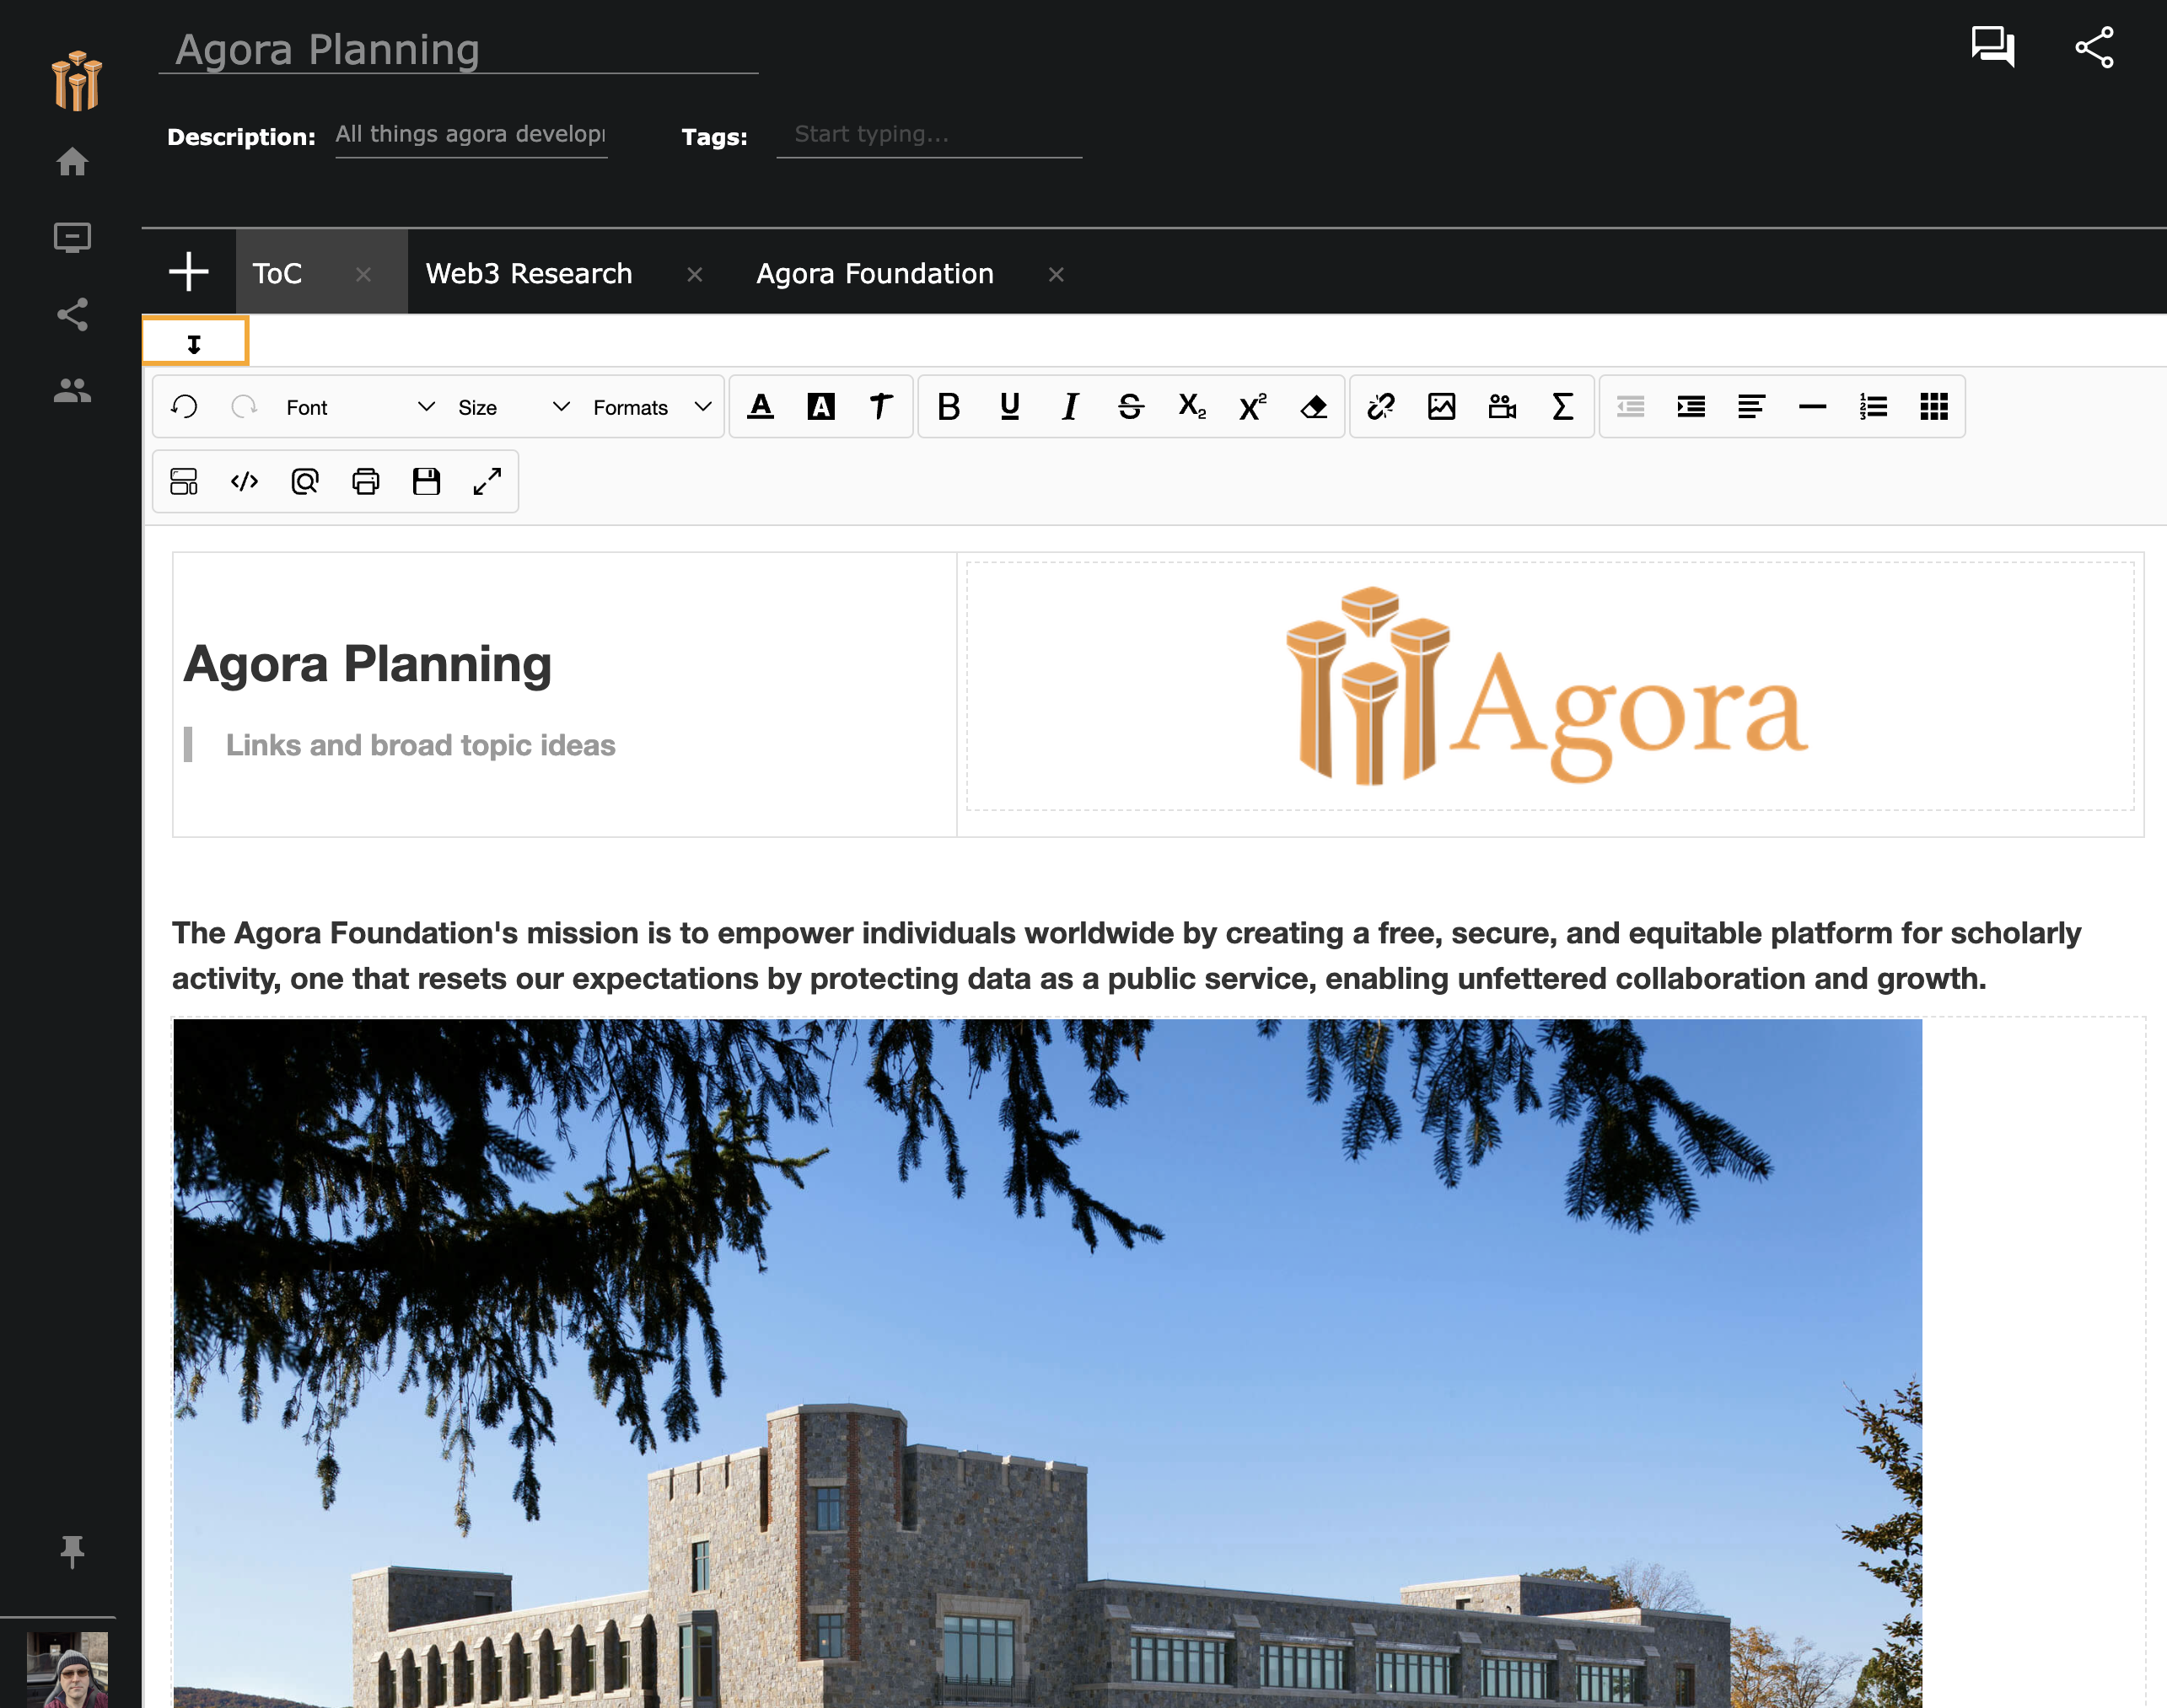 Agora Planning
Description: All things agora develop
Tags: Start typing...
ToC
Web3 Research
Agora Foundation
Font
Size
Formats
Agora Planning
Links and broad topic ideas
Agora
The Agora Foundation's mission is to empower individuals worldwide by creating a free, secure, and equitable platform for scholarly
activity, one that resets our expectations by protecting data as a public service, enabling unfettered collaboration and growth.